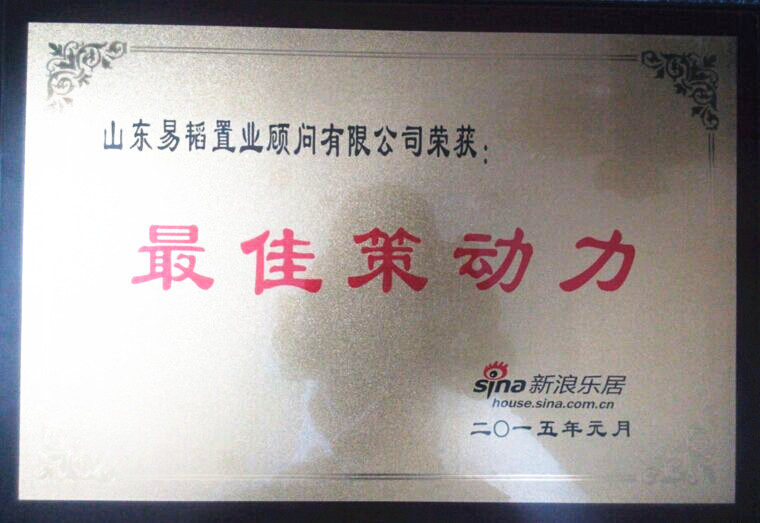 山东易韬置业顾问有限公司荣获：
最佳策动力
sina新浪乐居
house.sina.com.cn
二〇一五年元月